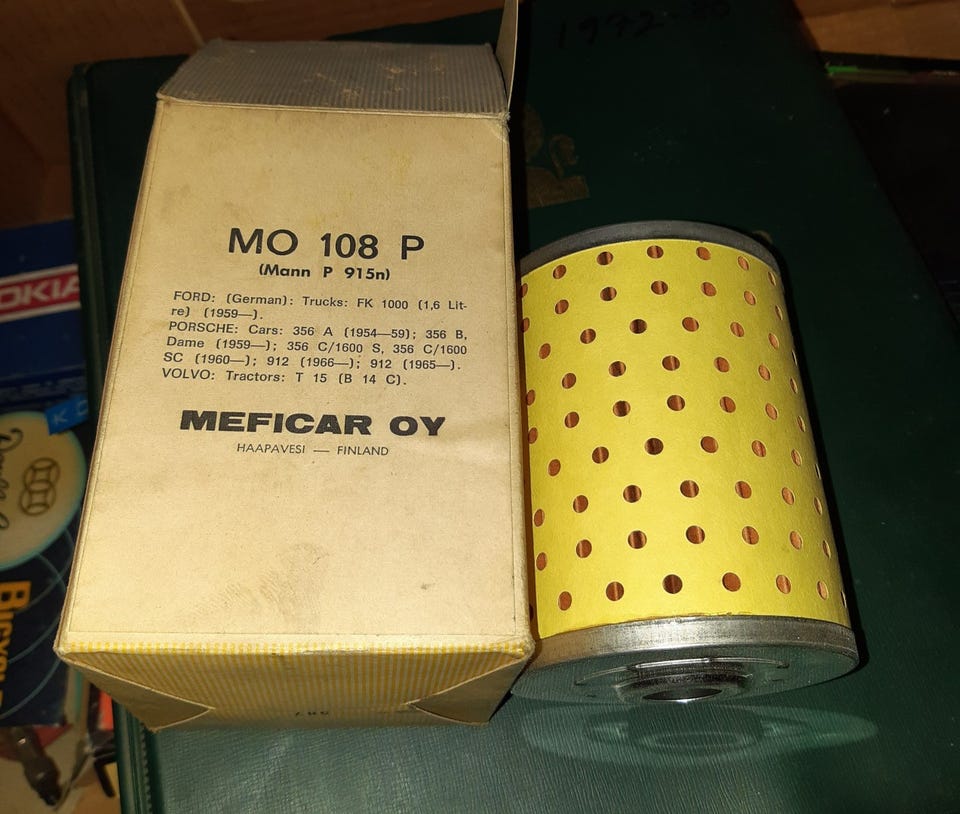 MO 108 P
(Mann P 915n)
FORD: (German): Trucks: FK 1000 (1,6 Lit-
re) (1959—).
PORSCHE: Cars: 356 A (1954—59); 356 B,
Dame (1959—); 356 C/1600 S, 356 C/1600
SC (1960—); 912 (1966—); 912 (1965—).
VOLVO: Tractors: T 15 (B 14 C).
MEFICAR OY
HAAPAVESI — FINLAND